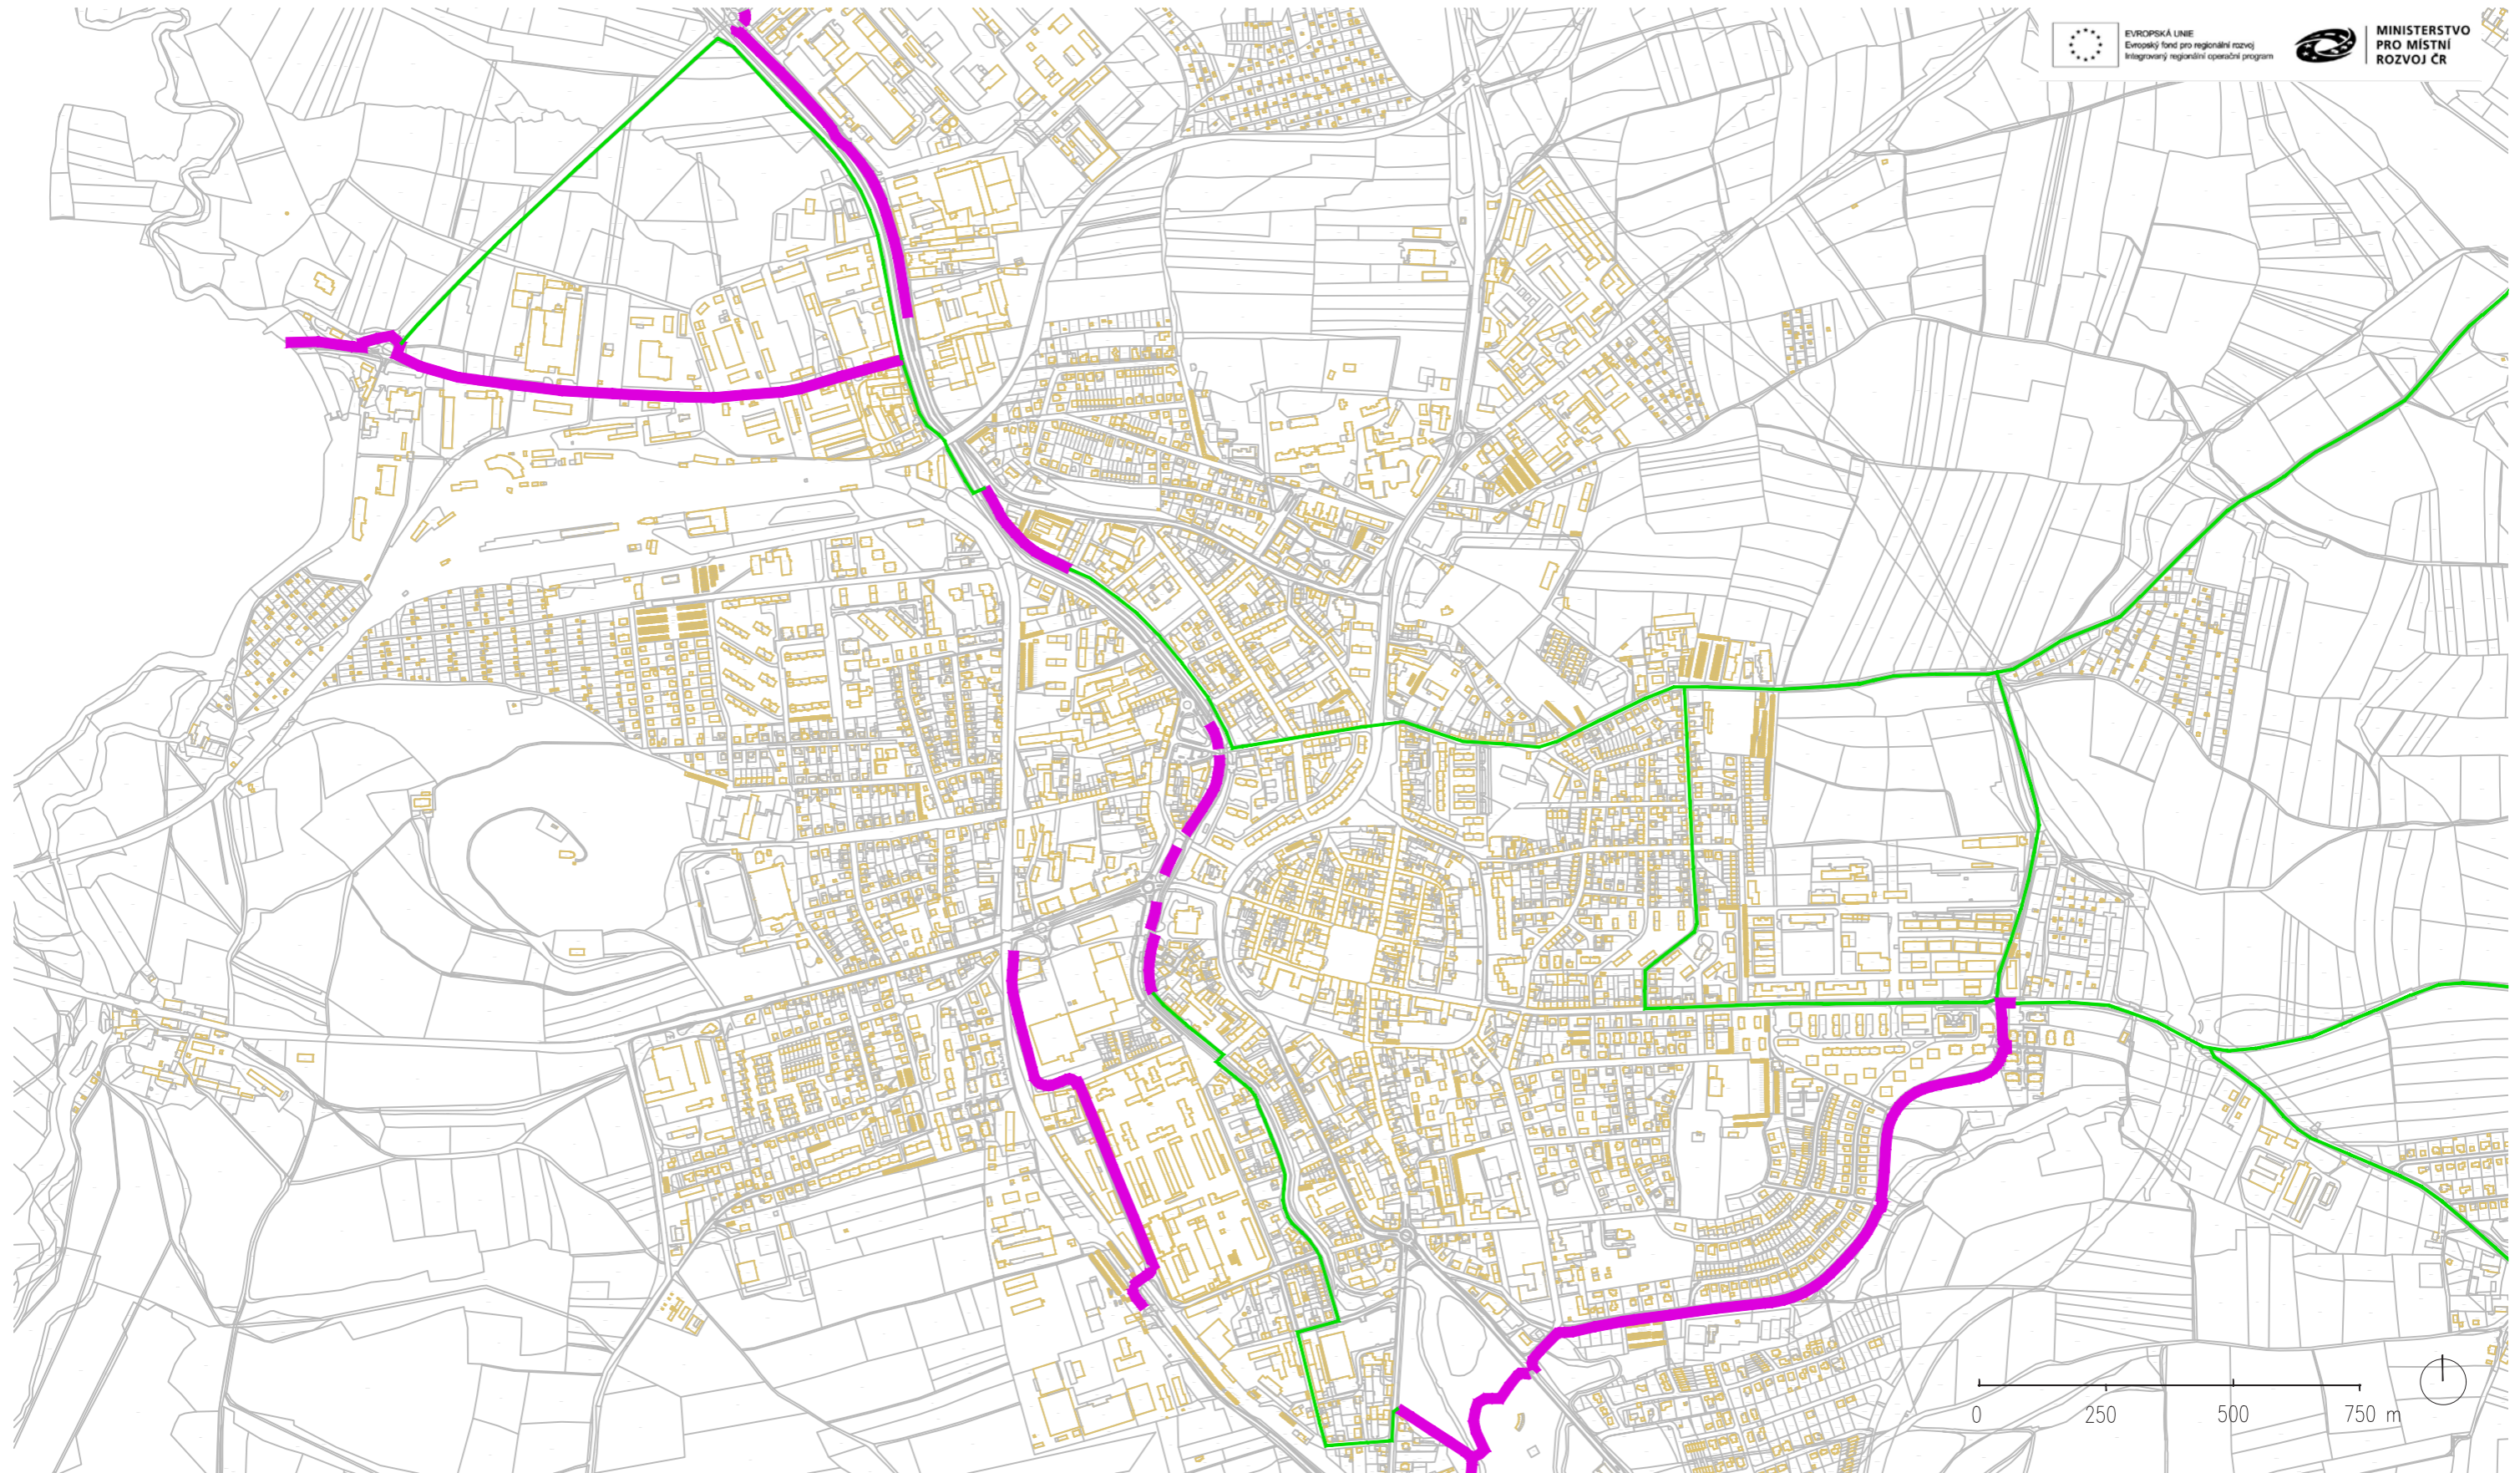 EVROPSKÁ UNIE
Evropský fond pro regionální rozvoj
Integrovaný regionální operační program
MINISTERSTVO
PRO MÍSTNÍ
ROZVOJ ČR
0 250 500 750 m